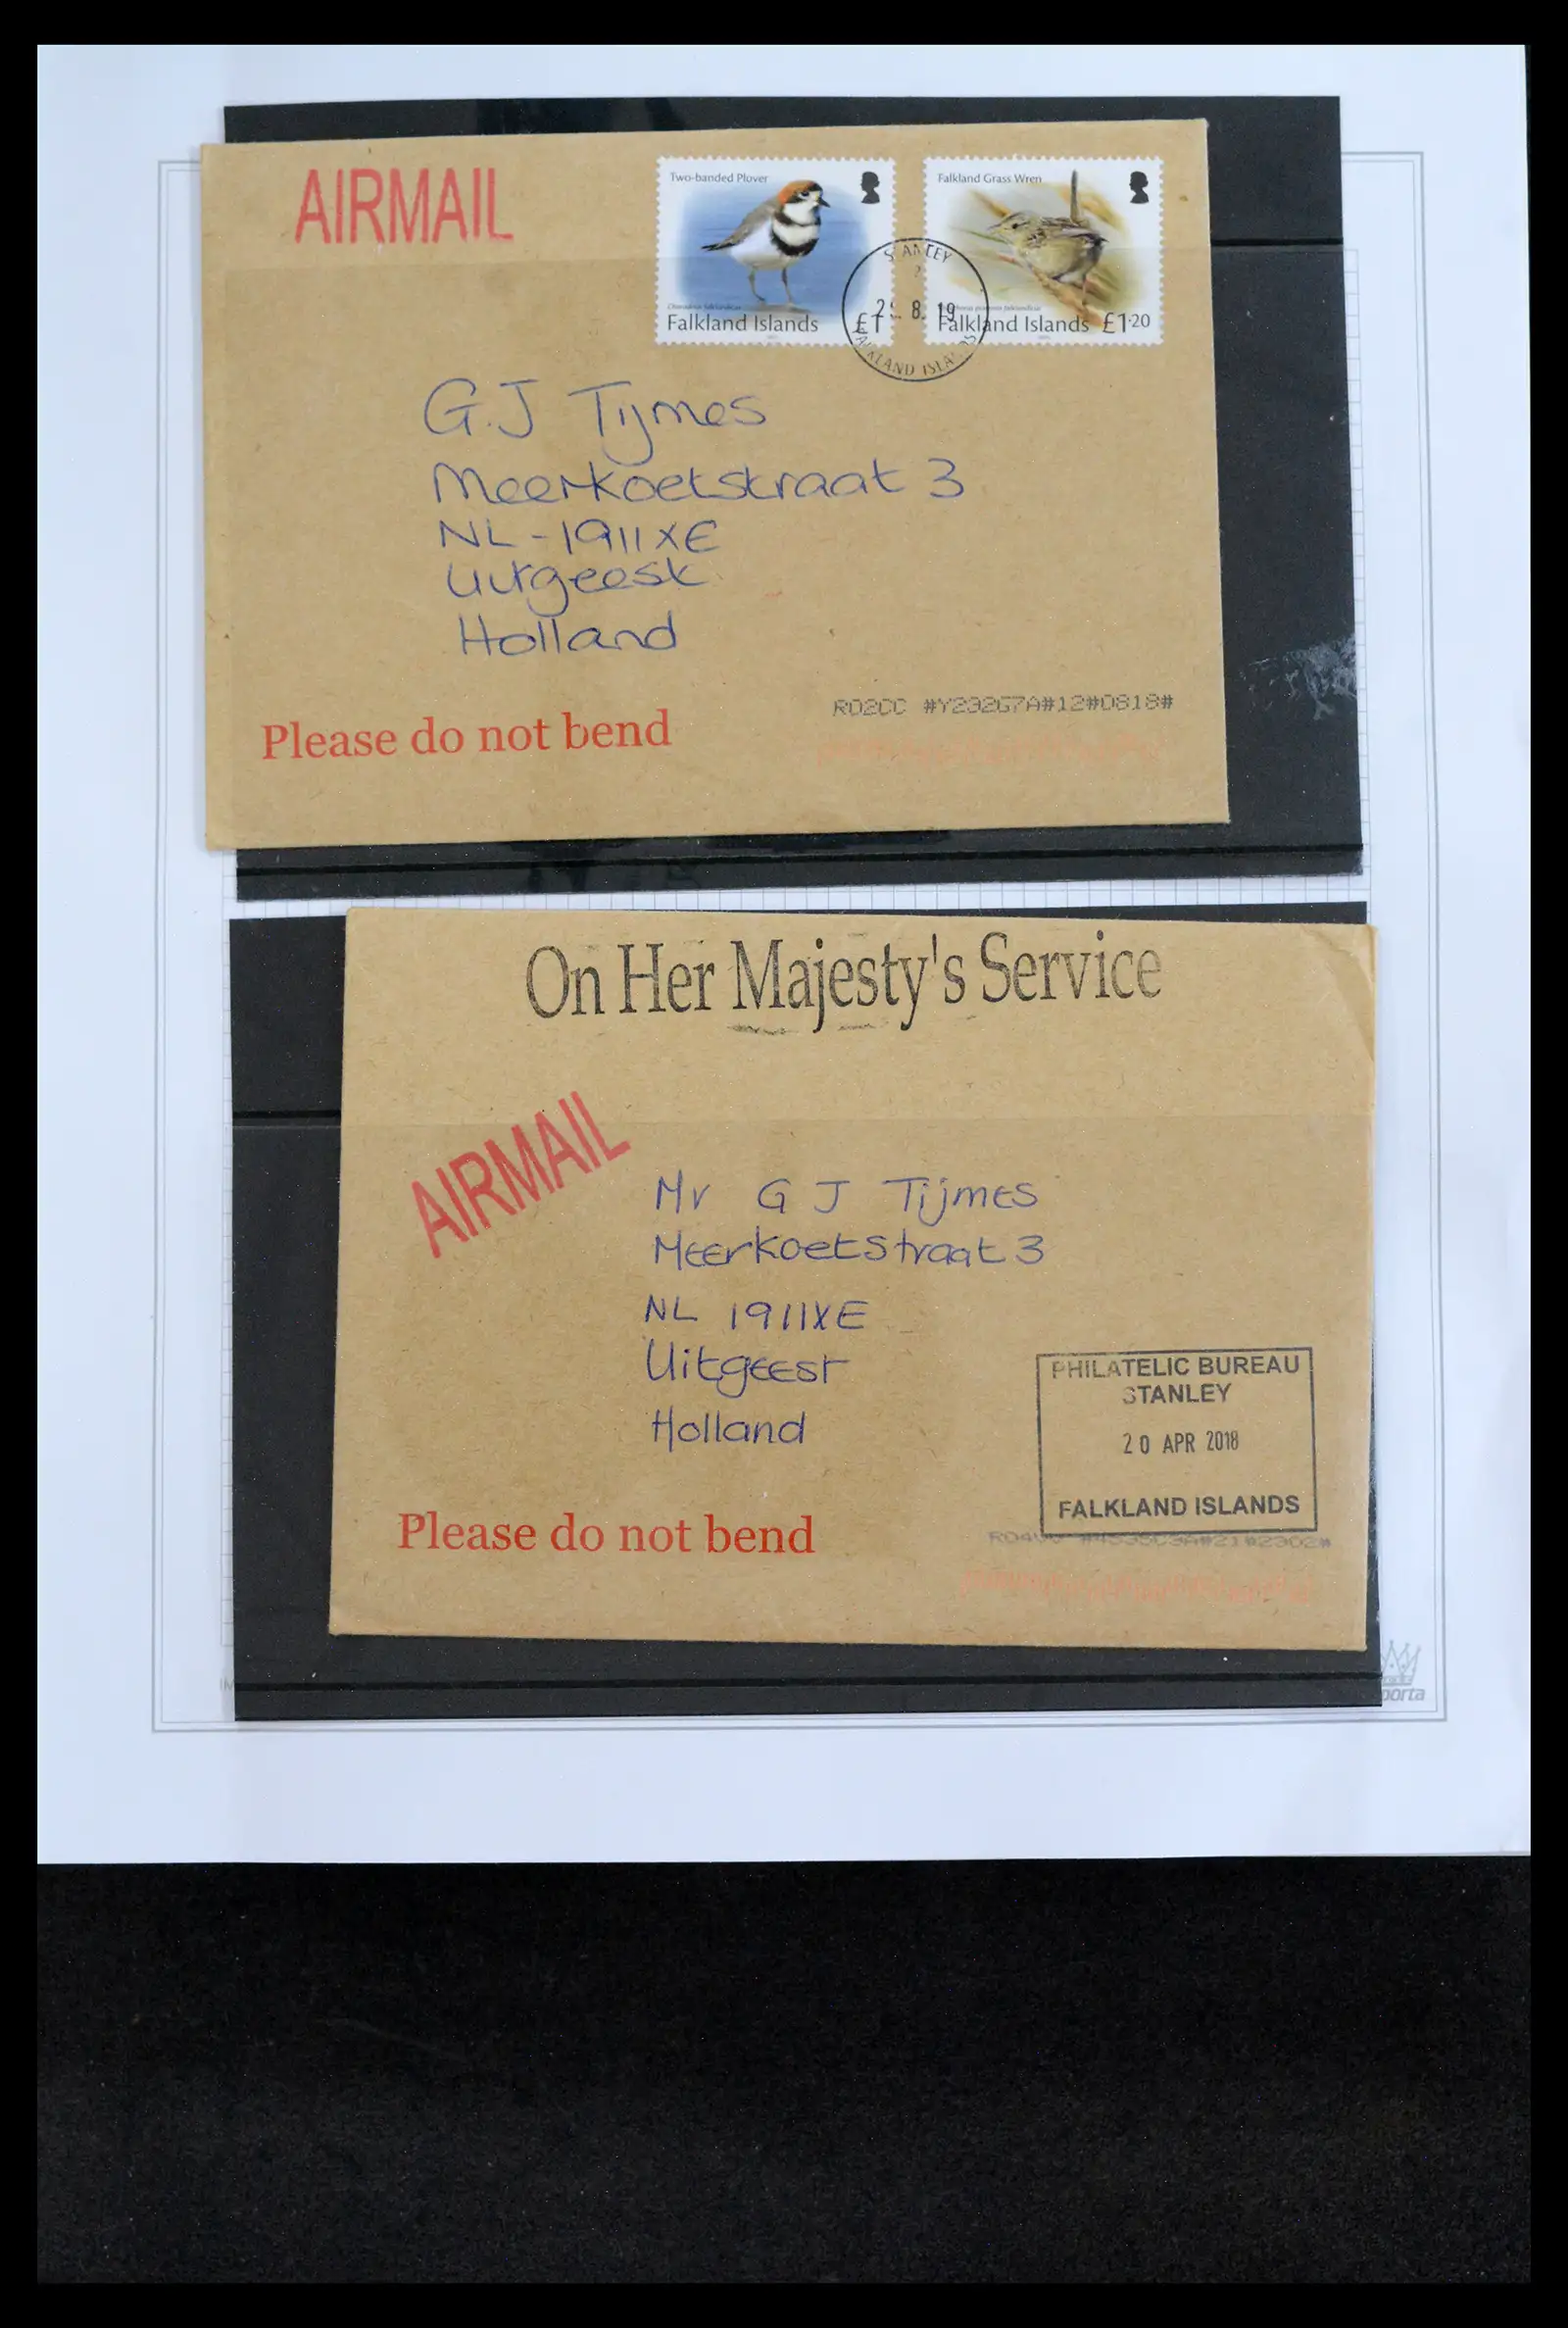 AIRMAIL
Two-banded Plover
Falkland Islands £1
Falkland Grass Wren
Falkland Islands £1.20
STANLEY
8. 19
FALKLAND ISLANDS
G.J Tijmes
Meerkoetstraat 3
NL-1911XE
Uitgeest
Holland
R02CC #Y232G7A#12#0818#
Please do not bend
On Her Majesty's Service
AIRMAIL
Mr G J Tijmes
Meerkoetstraat 3
NL 1911XE
Uitgeest
Holland
PHILATELIC BUREAU
STANLEY
20 APR 2018
FALKLAND ISLANDS
Please do not bend
porta